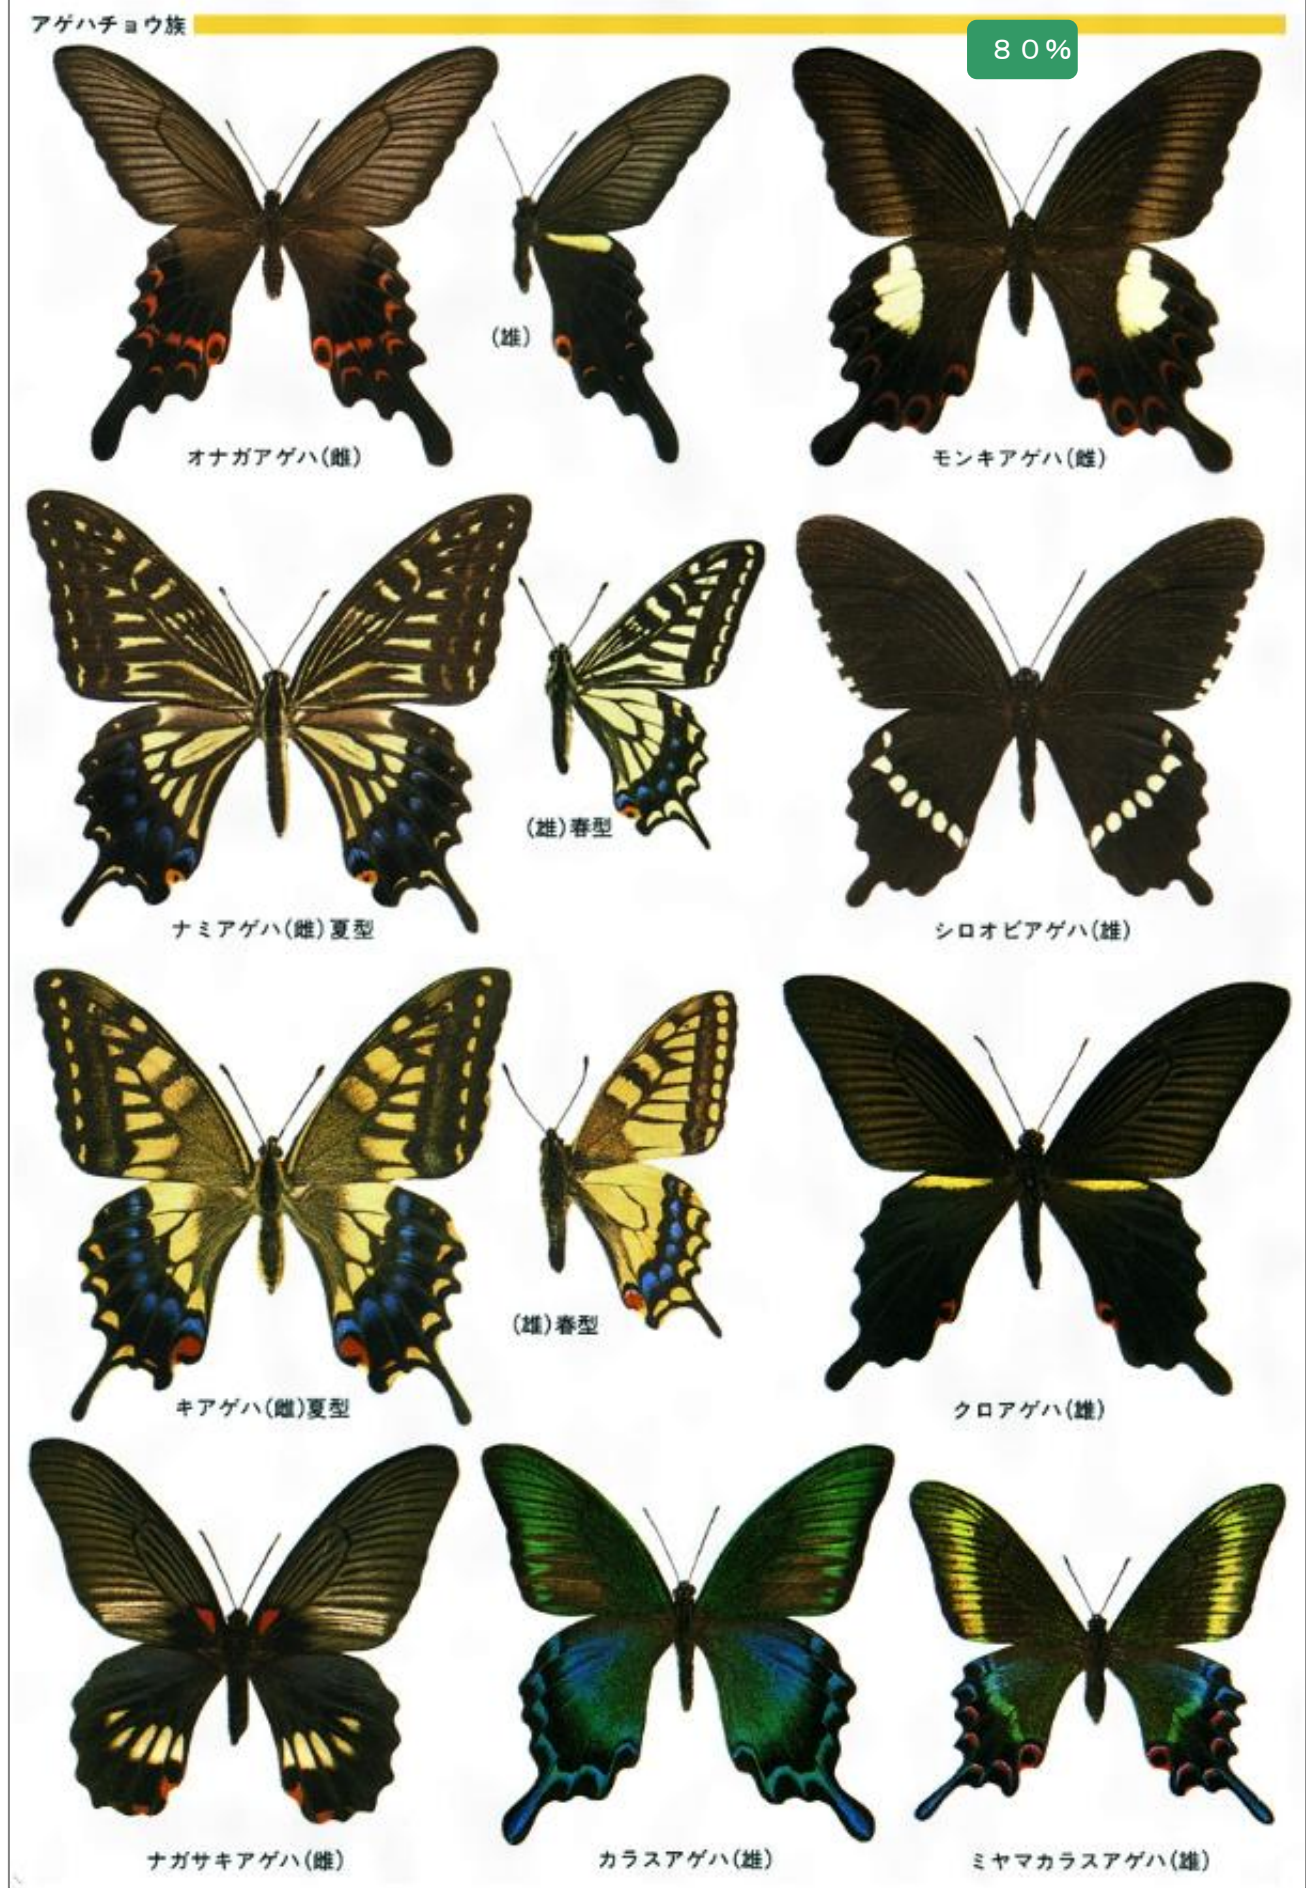 アゲハチョウ族
80%
(雄)
オナガアゲハ(雌)
モンキアゲハ(雌)
(雄)春型
ナミアゲハ(雌)夏型
シロオビアゲハ(雄)
(雄)春型
キアゲハ(雌)夏型
クロアゲハ(雄)
ナガサキアゲハ(雌)
カラスアゲハ(雄)
ミヤマカラスアゲハ(雄)